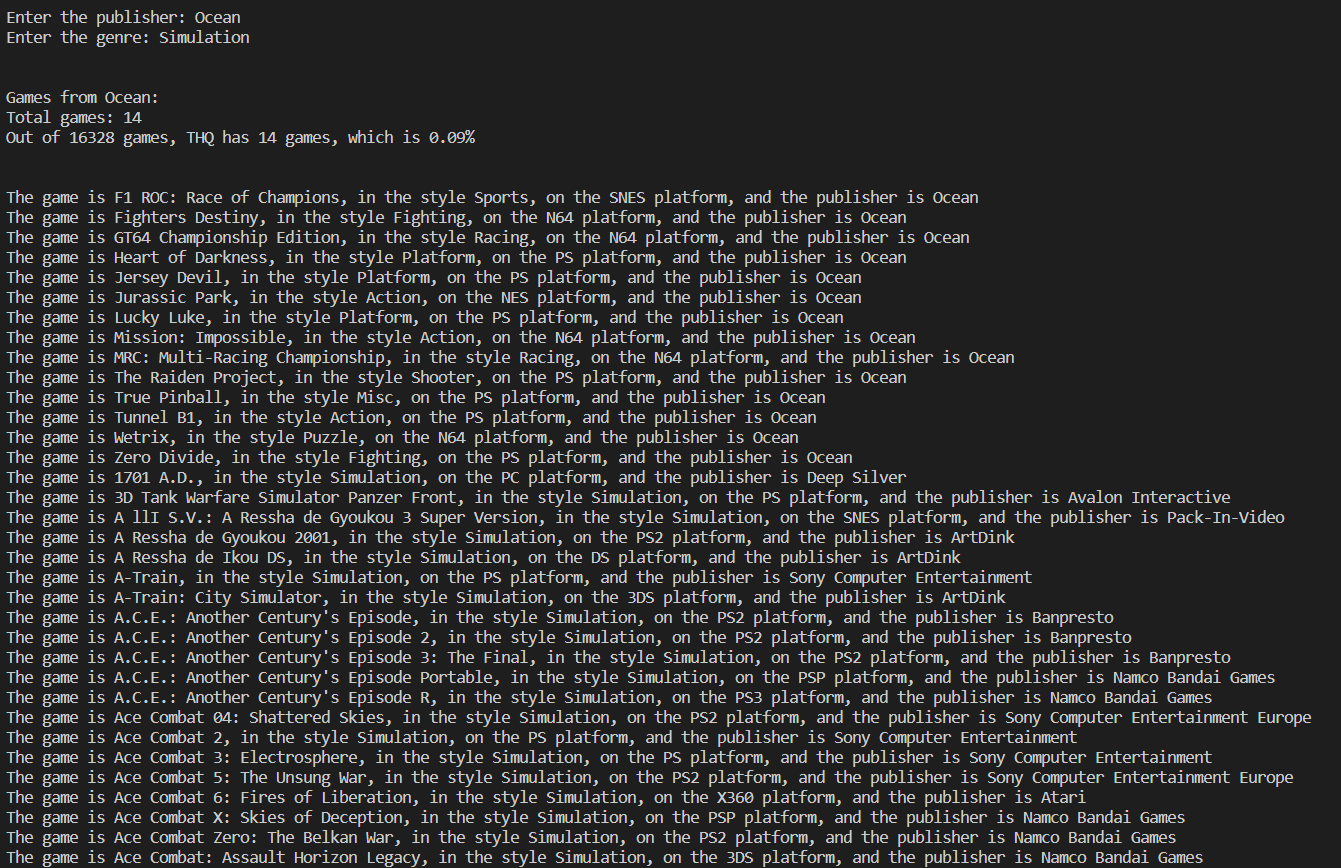 Enter the publisher: Ocean
Enter the genre: Simulation
Games from Ocean:
Total games: 14
Out of 16328 games, THQ has 14 games, which is 0.09%
The game is F1 ROC: Race of Champions, in the style Sports, on the SNES platform, and the publisher is Ocean
The game is Fighters Destiny, in the style Fighting, on the N64 platform, and the publisher is Ocean
The game is GT64 Championship Edition, in the style Racing, on the N64 platform, and the publisher is Ocean
The game is Heart of Darkness, in the style Platform, on the PS platform, and the publisher is Ocean
The game is Jersey Devil, in the style Platform, on the PS platform, and the publisher is Ocean
The game is Jurassic Park, in the style Action, on the NES platform, and the publisher is Ocean
The game is Lucky Luke, in the style Platform, on the PS platform, and the publisher is Ocean
The game is Mission: Impossible, in the style Action, on the N64 platform, and the publisher is Ocean
The game is MRC: Multi-Racing Championship, in the style Racing, on the N64 platform, and the publisher is Ocean
The game is The Raiden Project, in the style Shooter, on the PS platform, and the publisher is Ocean
The game is True Pinball, in the style Misc, on the PS platform, and the publisher is Ocean
The game is Tunnel B1, in the style Action, on the PS platform, and the publisher is Ocean
The game is Wetrix, in the style Puzzle, on the N64 platform, and the publisher is Ocean
The game is Zero Divide, in the style Fighting, on the PS platform, and the publisher is Ocean
The game is 1701 A.D., in the style Simulation, on the PC platform, and the publisher is Deep Silver
The game is 3D Tank Warfare Simulator Panzer Front, in the style Simulation, on the PS platform, and the publisher is Avalon Interactive
The game is A llI S.V.: A Ressha de Gyoukou 3 Super Version, in the style Simulation, on the SNES platform, and the publisher is Pack-In-Video
The game is A Ressha de Gyoukou 2001, in the style Simulation, on the PS2 platform, and the publisher is ArtDink
The game is A Ressha de Ikou DS, in the style Simulation, on the DS platform, and the publisher is ArtDink
The game is A-Train, in the style Simulation, on the PS platform, and the publisher is Sony Computer Entertainment
The game is A-Train: City Simulator, in the style Simulation, on the 3DS platform, and the publisher is ArtDink
The game is A.C.E.: Another Century's Episode, in the style Simulation, on the PS2 platform, and the publisher is Banpresto
The game is A.C.E.: Another Century's Episode 2, in the style Simulation, on the PS2 platform, and the publisher is Banpresto
The game is A.C.E.: Another Century's Episode 3: The Final, in the style Simulation, on the PS2 platform, and the publisher is Banpresto
The game is A.C.E.: Another Century's Episode Portable, in the style Simulation, on the PSP platform, and the publisher is Namco Bandai Games
The game is A.C.E.: Another Century's Episode R, in the style Simulation, on the PS3 platform, and the publisher is Namco Bandai Games
The game is Ace Combat 04: Shattered Skies, in the style Simulation, on the PS2 platform, and the publisher is Sony Computer Entertainment Europe
The game is Ace Combat 2, in the style Simulation, on the PS platform, and the publisher is Sony Computer Entertainment
The game is Ace Combat 3: Electrosphere, in the style Simulation, on the PS platform, and the publisher is Sony Computer Entertainment
The game is Ace Combat 5: The Unsung War, in the style Simulation, on the PS2 platform, and the publisher is Sony Computer Entertainment Europe
The game is Ace Combat 6: Fires of Liberation, in the style Simulation, on the X360 platform, and the publisher is Atari
The game is Ace Combat X: Skies of Deception, in the style Simulation, on the PSP platform, and the publisher is Namco Bandai Games
The game is Ace Combat Zero: The Belkan War, in the style Simulation, on the PS2 platform, and the publisher is Namco Bandai Games
The game is Ace Combat: Assault Horizon Legacy, in the style Simulation, on the 3DS platform, and the publisher is Namco Bandai Games